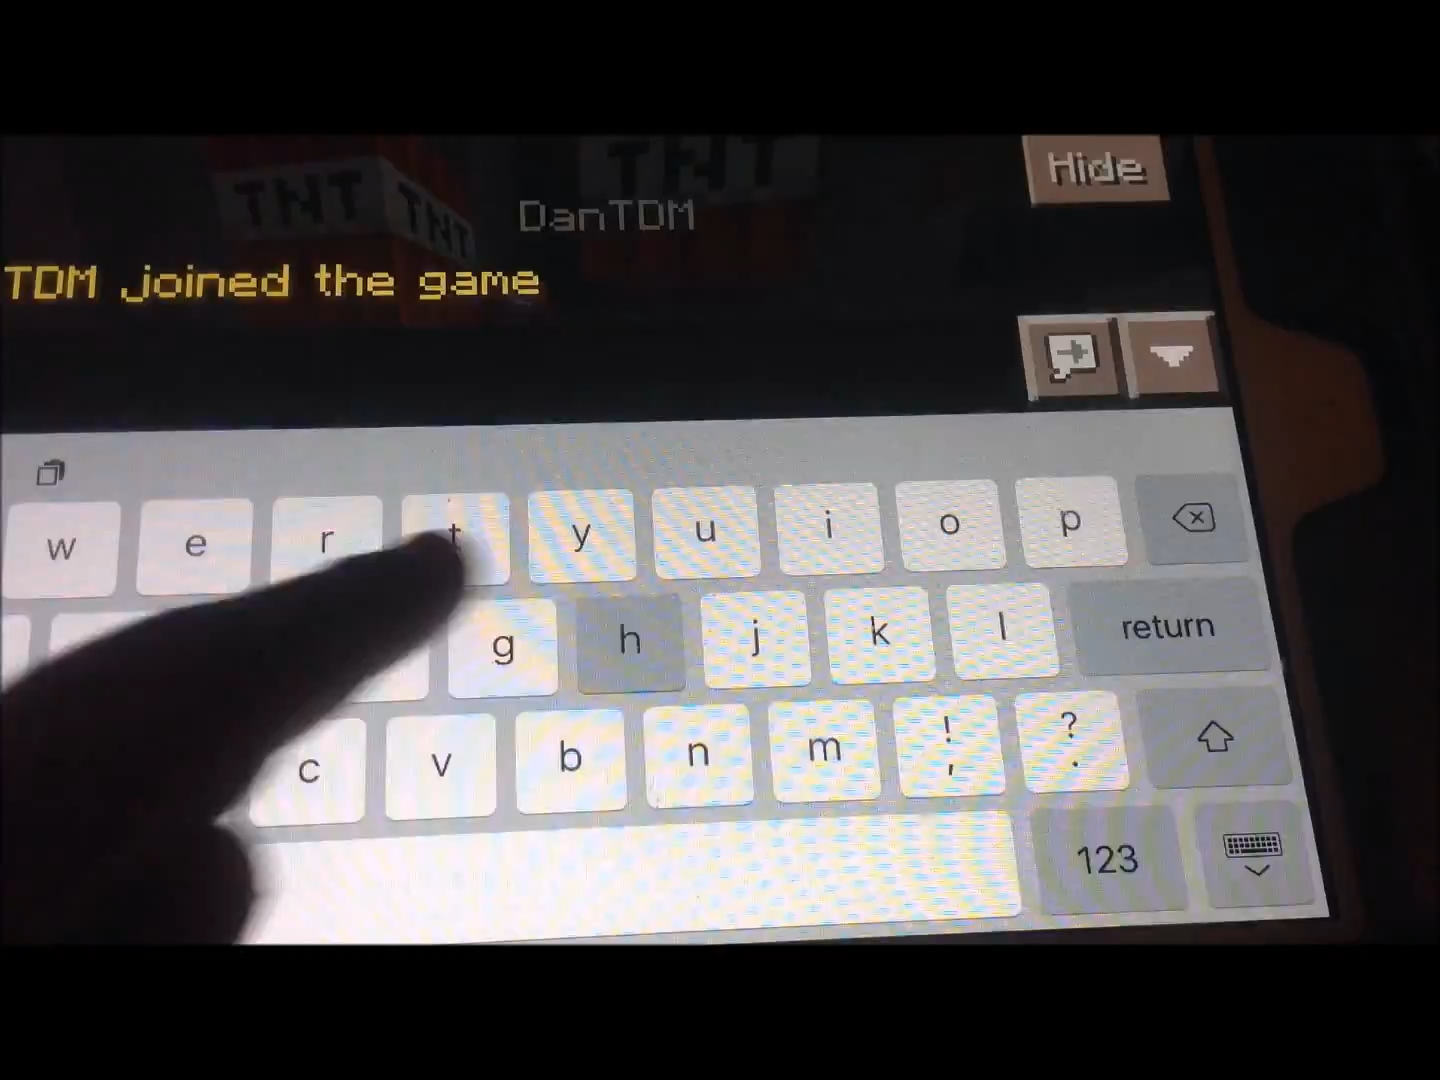 Hide
TNT TNT TNT
DanTDM
TDM joined the game
w e r t y u i o p
g h j k l return
c v b n m ! , ? .
123